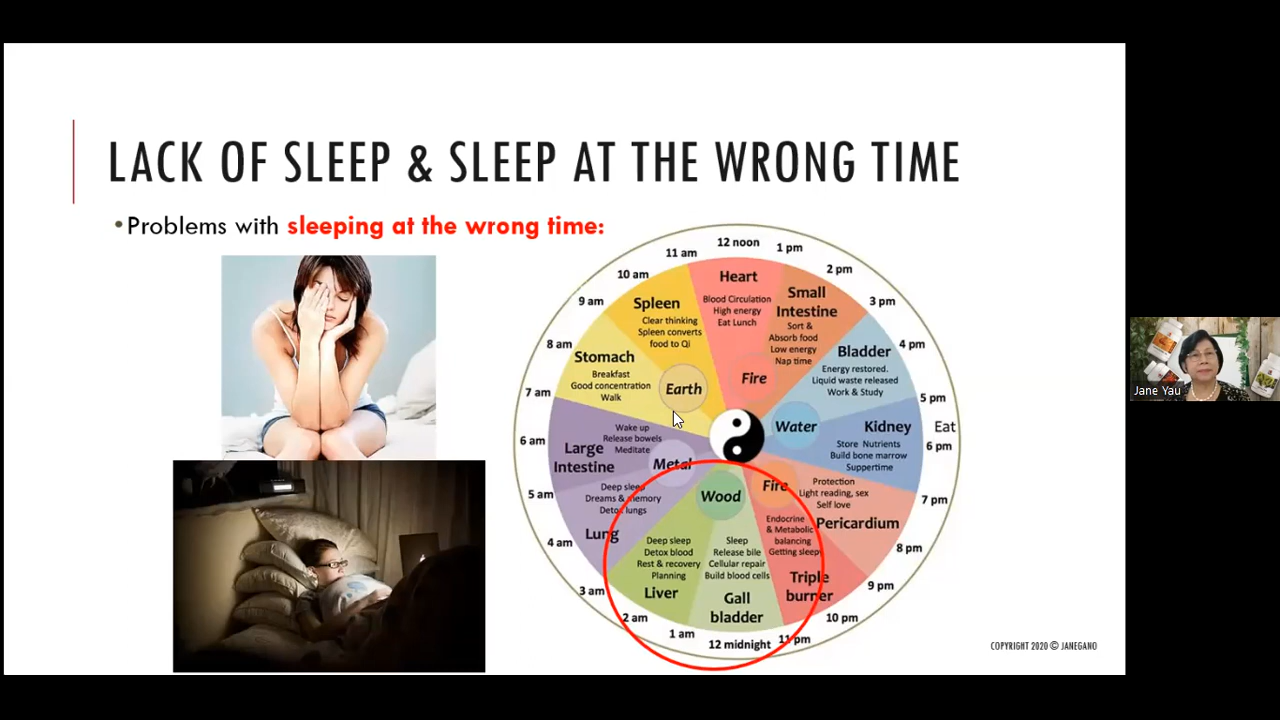 LACK OF SLEEP & SLEEP AT THE WRONG TIME
•Problems with sleeping at the wrong time:
12 noon
1 pm
2 pm
3 pm
4 pm
5 pm
Eat
6 pm
7 pm
8 pm
9 pm
10 pm
11 pm
12 midnight
1 am
2 am
3 am
4 am
5 am
6 am
7 am
8 am
9 am
10 am
11 am
Heart
Blood Circulation
High energy
Eat Lunch
Small
Intestine
Sort &
Absorb food
Low energy
Nap time
Fire
Bladder
Energy restored.
Liquid waste released
Work & Study
Water
Kidney
Store Nutrients
Build bone marrow
Suppertime
Fire
Protection
Light reading, sex
Self love
Pericardium
Endocrine
& Metabolic
balancing
Getting sleepy
Triple
burner
Wood
Sleep
Release bile
Cellular repair
Build blood cells
Gall
bladder
Deep sleep
Detox blood
Rest & recovery
Planning
Liver
Deep sleep
Dreams & memory
Detox lungs
Lung
Metal
Wake up
Release bowels
Meditate
Large
Intestine
Stomach
Breakfast
Good concentration
Walk
Earth
Spleen
Clear thinking
Spleen converts
food to Qi
COPYRIGHT 2020 © JANEGANO
Jane Yau